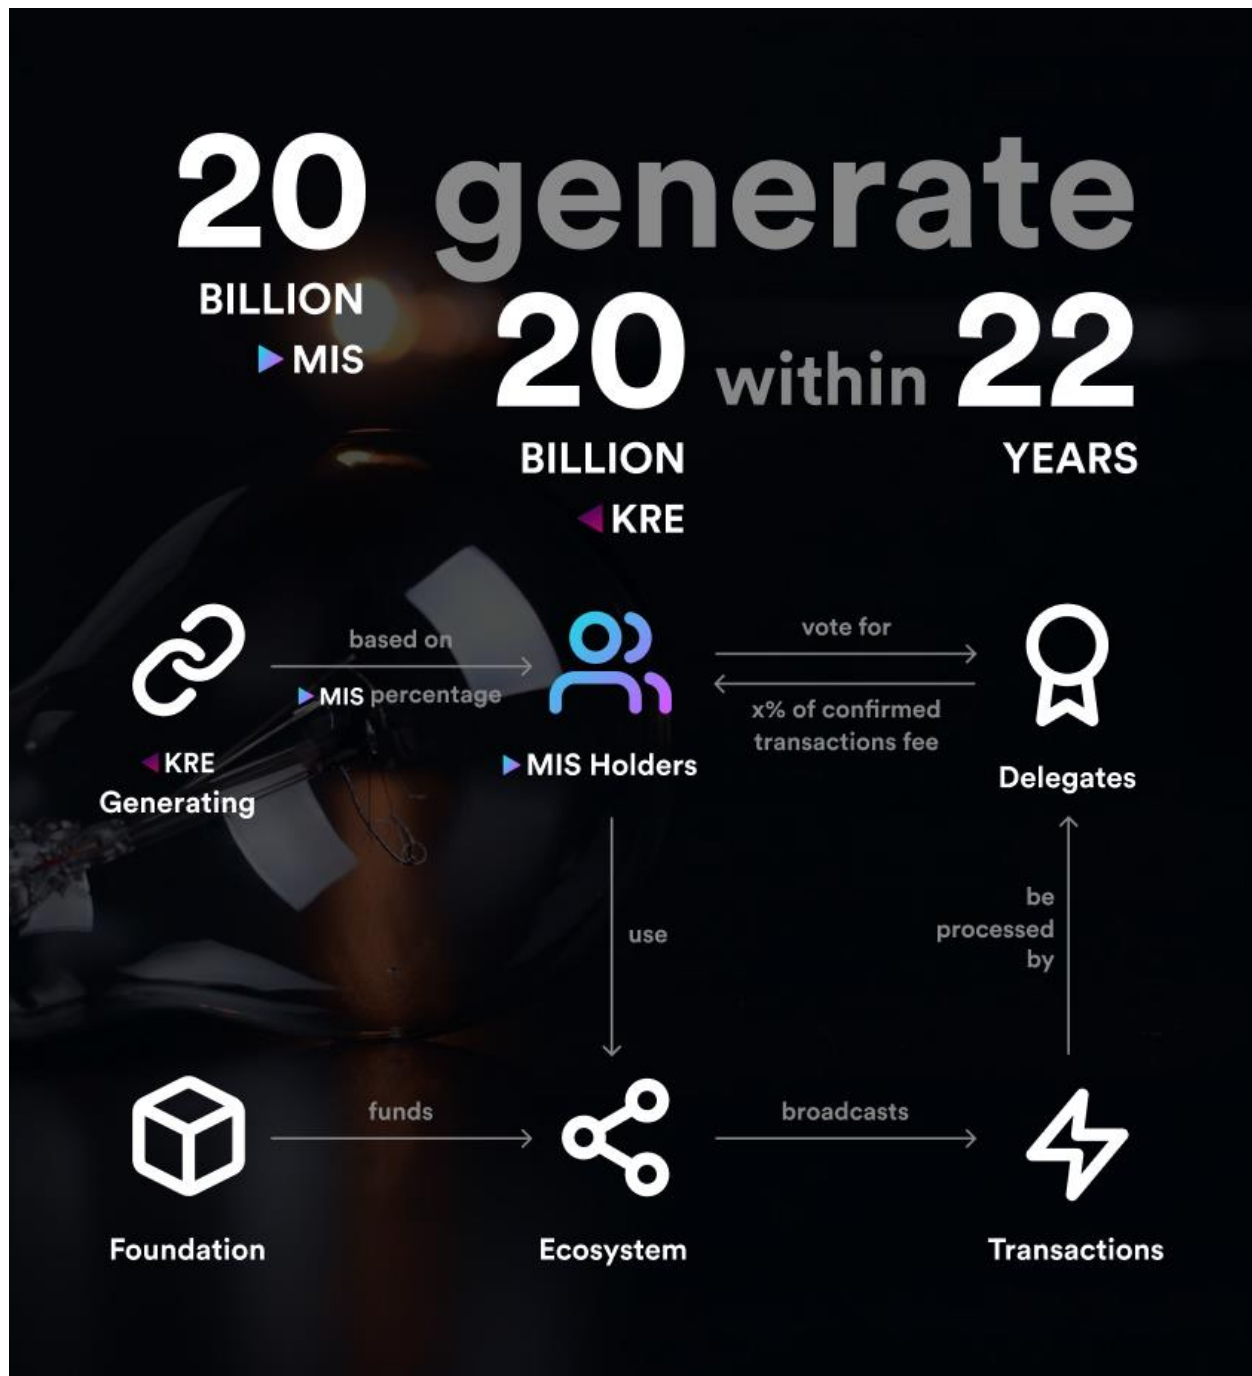 20 generate
BILLION
MIS
20 within 22
BILLION
YEARS
KRE
based on
MIS percentage
vote for
x% of confirmed
transactions fee
KRE
Generating
MIS Holders
Delegates
use
be
processed
by
funds
broadcasts
Foundation
Ecosystem
Transactions